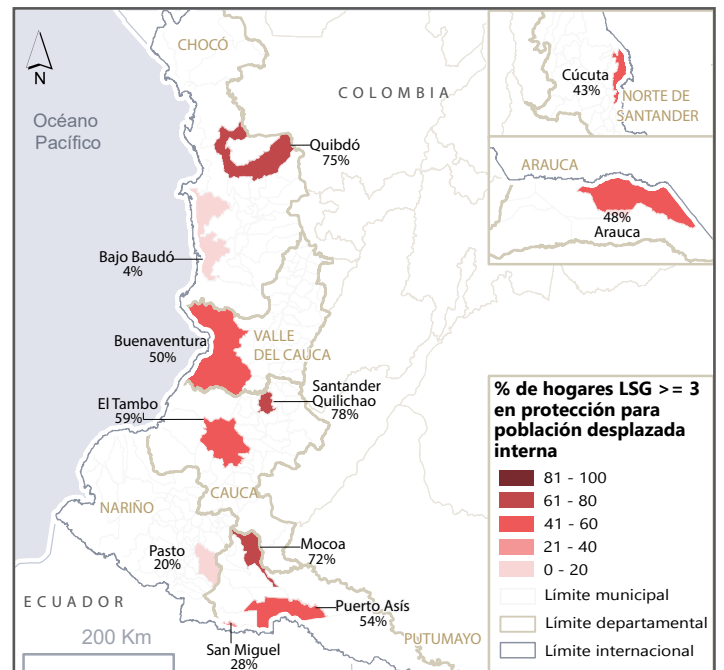 CHOCÓ
N
COLOMBIA
Océano
Pacífico
Quibdó
75%
Bajo Baudó
4%
Buenaventura
50%
VALLE
DEL CAUCA
El Tambo
59%
Santander
Quilichao
78%
NARIÑO
CAUCA
Pasto
20%
Mocoa
72%
ECUADOR
Puerto Asís
54%
200 Km
San Miguel
28%
PUTUMAYO
Cúcuta
43%
NORTE DE
SANTANDER
ARAUCA
48%
Arauca
% de hogares LSG >= 3
en protección para
población desplazada
interna
81 - 100
61 - 80
41 - 60
21 - 40
0 - 20
Límite municipal
Límite departamental
Límite internacional